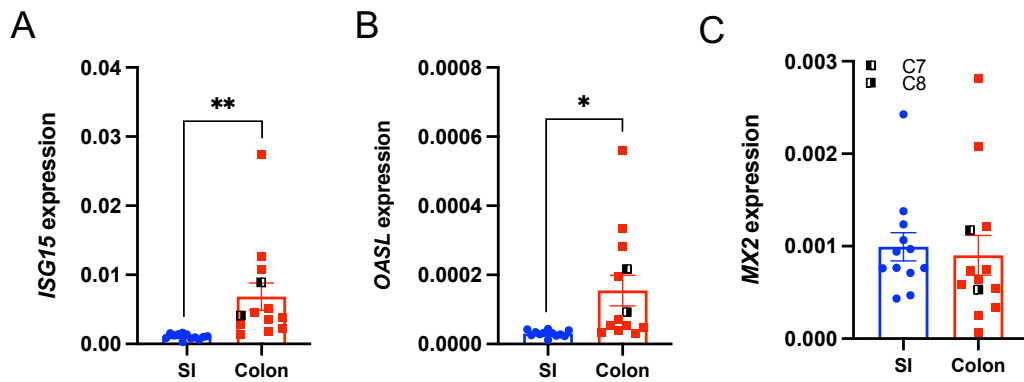 A
ISG15 expression
0.04
0.03
0.02
0.01
0.00
**
SI
Colon
B
OASL expression
0.0008
0.0006
0.0004
0.0002
0.0000
*
SI
Colon
C
MX2 expression
0.003
0.002
0.001
0.000
C7
C8
SI
Colon